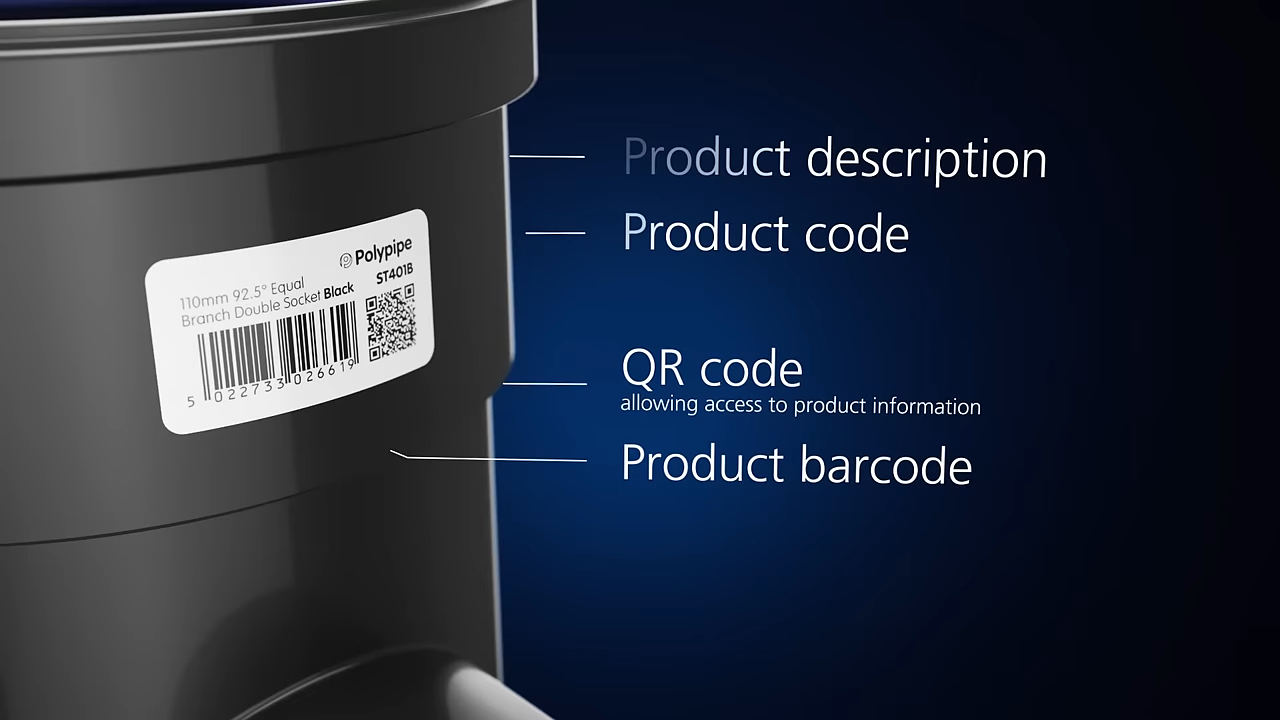 Polypipe
ST401B
110mm 92.5° Equal
Branch Double Socket Black
5 022733 026619
Product description
Product code
QR code
allowing access to product information
Product barcode